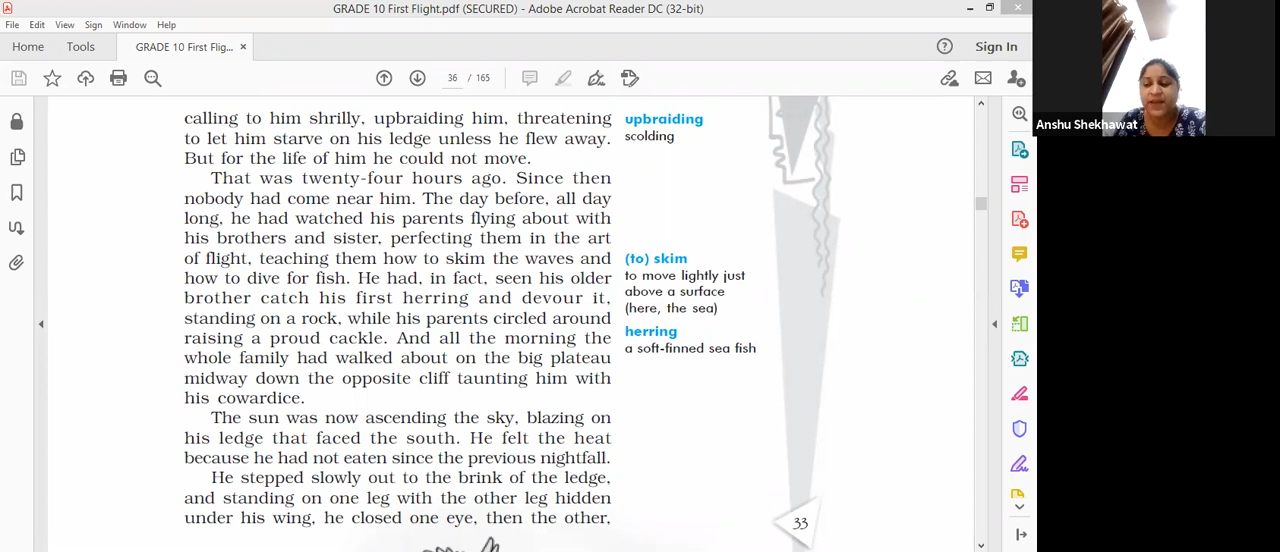 GRADE 10 First Flight.pdf (SECURED) - Adobe Acrobat Reader DC (32-bit)
File Edit View Sign Window Help
Home Tools GRADE 10 First Flig... × Sign In
36 / 165
calling to him shrilly, upbraiding him, threatening
to let him starve on his ledge unless he flew away.
But for the life of him he could not move.
That was twenty-four hours ago. Since then
nobody had come near him. The day before, all day
long, he had watched his parents flying about with
his brothers and sister, perfecting them in the art
of flight, teaching them how to skim the waves and
how to dive for fish. He had, in fact, seen his older
brother catch his first herring and devour it,
standing on a rock, while his parents circled around
raising a proud cackle. And all the morning the
whole family had walked about on the big plateau
midway down the opposite cliff taunting him with
his cowardice.
The sun was now ascending the sky, blazing on
his ledge that faced the south. He felt the heat
because he had not eaten since the previous nightfall.
He stepped slowly out to the brink of the ledge,
and standing on one leg with the other leg hidden
under his wing, he closed one eye, then the other,
upbraiding
scolding
(to) skim
to move lightly just
above a surface
(here, the sea)
herring
a soft-finned sea fish
33
Anshu Shekhawat